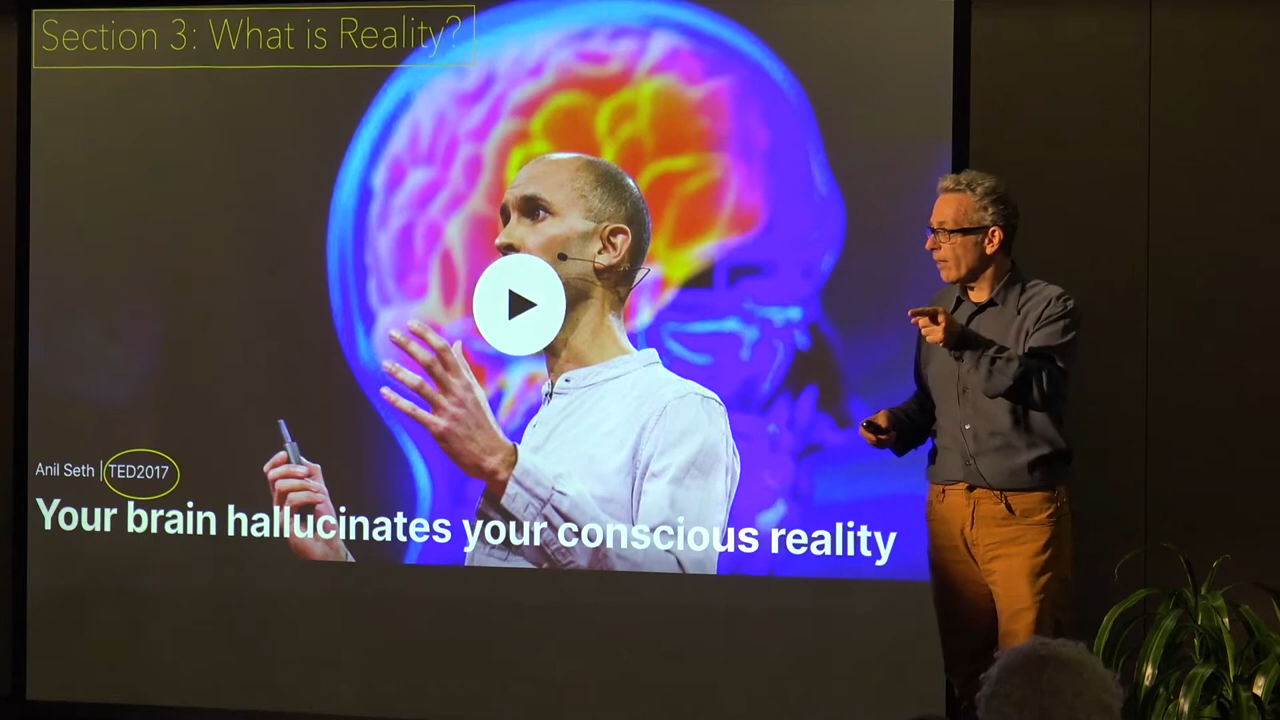 Section 3: What is Reality?
Anil Seth | TED2017
Your brain hallucinates your conscious reality